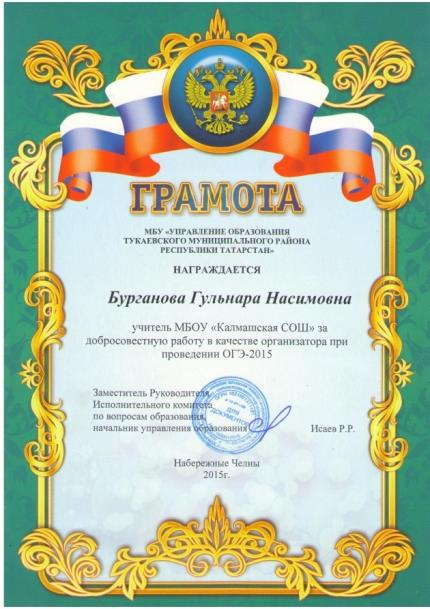 ГРАМОТА
МБУ «УПРАВЛЕНИЕ ОБРАЗОВАНИЯ
ТУКАЕВСКОГО МУНИЦИПАЛЬНОГО РАЙОНА
РЕСПУБЛИКИ ТАТАРСТАН»
НАГРАЖДАЕТСЯ
Бурганова Гульнара Насимовна
учитель МБОУ «Калмашская СОШ» за
добросовестную работу в качестве организатора при
проведении ОГЭ-2015
Заместитель Руководителя
Исполнительного комитета
по вопросам образования,
начальник управления образования Исаев Р.Р.
ДЛЯ
ДОКУМЕНТОВ
Набережные Челны
2015г.